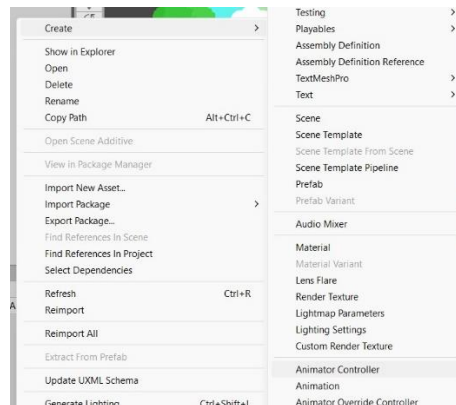 Create >
Show in Explorer
Open
Delete
Rename
Copy Path Alt+Ctrl+C
Open Scene Additive
View in Package Manager
Import New Asset...
Import Package >
Export Package...
Find References In Scene
Find References In Project
Select Dependencies
Refresh Ctrl+R
Reimport
Reimport All
Extract From Prefab
Update UXML Schema
Generate Lighting Ctrl+Shift+L
Testing >
Playables >
Assembly Definition
Assembly Definition Reference
TextMeshPro >
Text >
Scene
Scene Template
Scene Template From Scene
Scene Template Pipeline
Prefab
Prefab Variant
Audio Mixer
Material
Material Variant
Lens Flare
Render Texture
Lightmap Parameters
Lighting Settings
Custom Render Texture
Animator Controller
Animation
Animator Override Controller